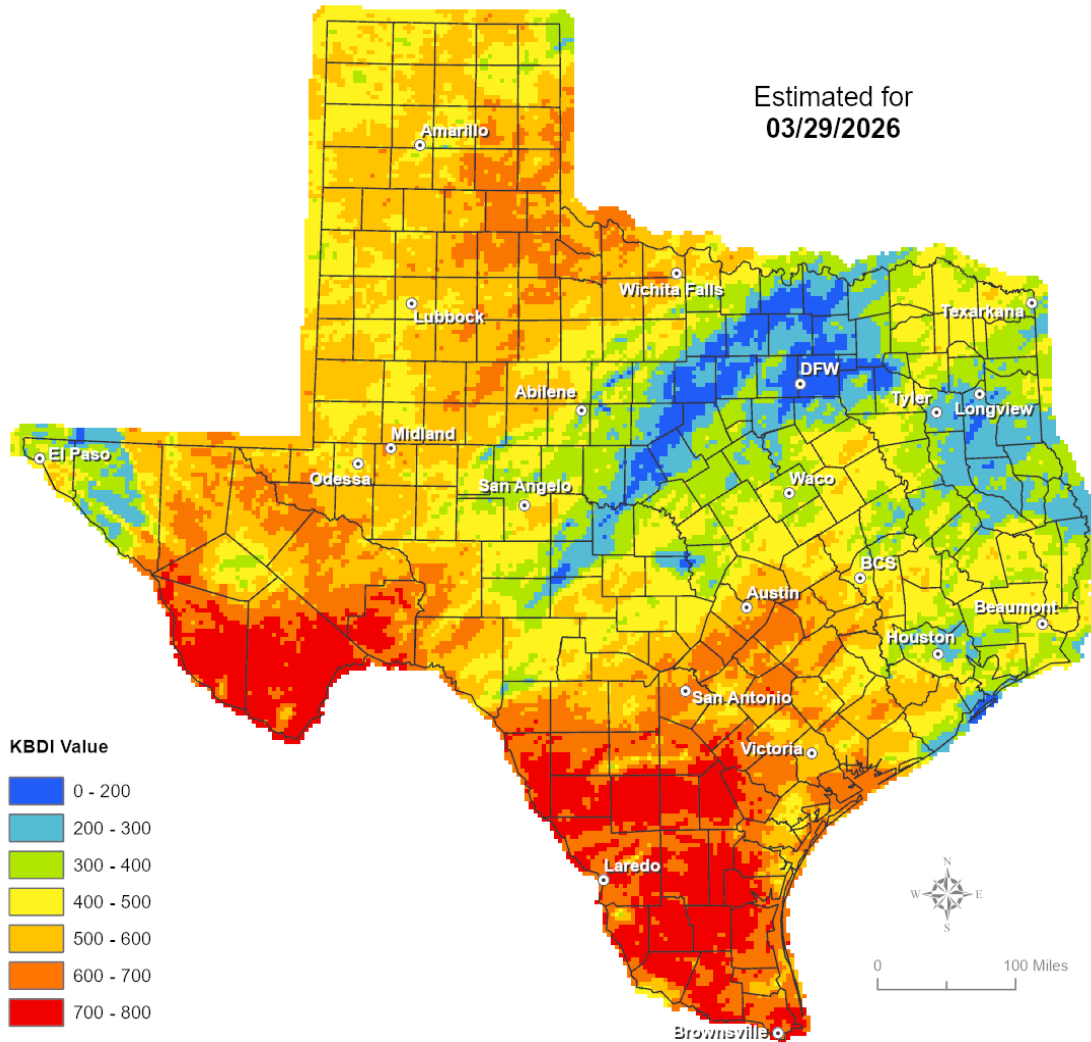 Estimated for
03/29/2026
Amarillo
Wichita Falls
Lubbock
Texarkana
DFW
Abilene
Tyler
Longview
Midland
El Paso
Odessa
San Angelo
Waco
BCS
Austin
Beaumont
Houston
San Antonio
Victoria
Laredo
Brownsville
KBDI Value
0 - 200
200 - 300
300 - 400
400 - 500
500 - 600
600 - 700
700 - 800
N
W E
S
0 100 Miles